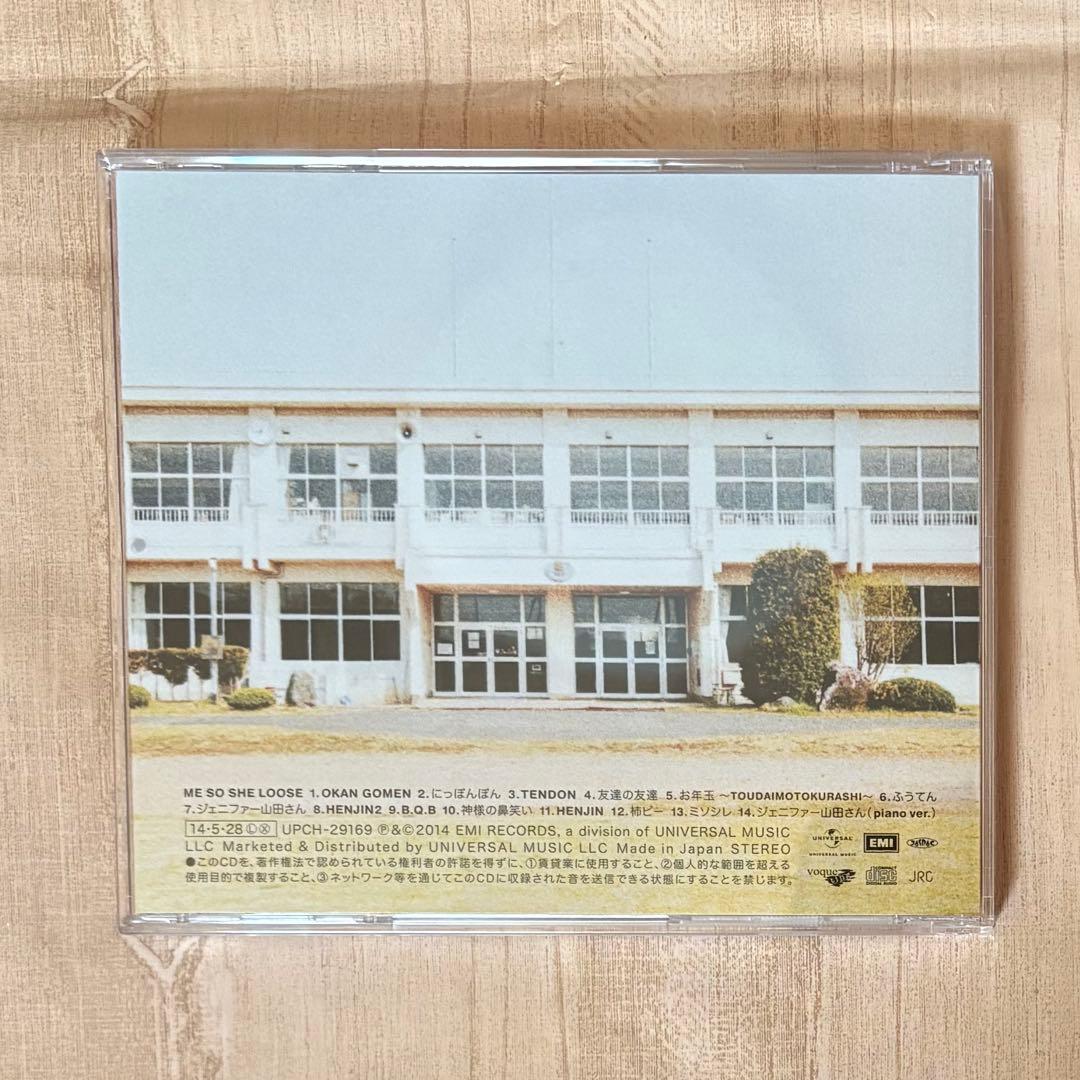 ME SO SHE LOOSE 1.OKAN GOMEN 2.にっぽんぽん 3.TENDON 4.友達の友達 5.お年玉 〜TOUDAIMOTOKURASHI〜 6.ふうてん
7.ジェニファー山田さん 8.HENJIN2 9.B.Q.B 10.神様の鼻笑い 11.HENJIN 12.柿ピー 13.ミソシレ 14.ジェニファー山田さん(piano ver.)
14·5·28 Ⓛ Ⓧ UPCH-29169 Ⓟ&©2014 EMI RECORDS, a division of UNIVERSAL MUSIC
LLC Marketed & Distributed by UNIVERSAL MUSIC LLC Made in Japan STEREO
●このCDを、著作権法で認められている権利者の許諾を得ずに、①賃貸業に使用すること、②個人的な範囲を超える
使用目的で複製すること、③ネットワーク等を通じてこのCDに収録された音を送信できる状態にすることを禁じます。
UNIVERSAL
UNIVERSAL MUSIC
EMI
JASRAC
voque
disc
DIGITAL AUDIO
JRC